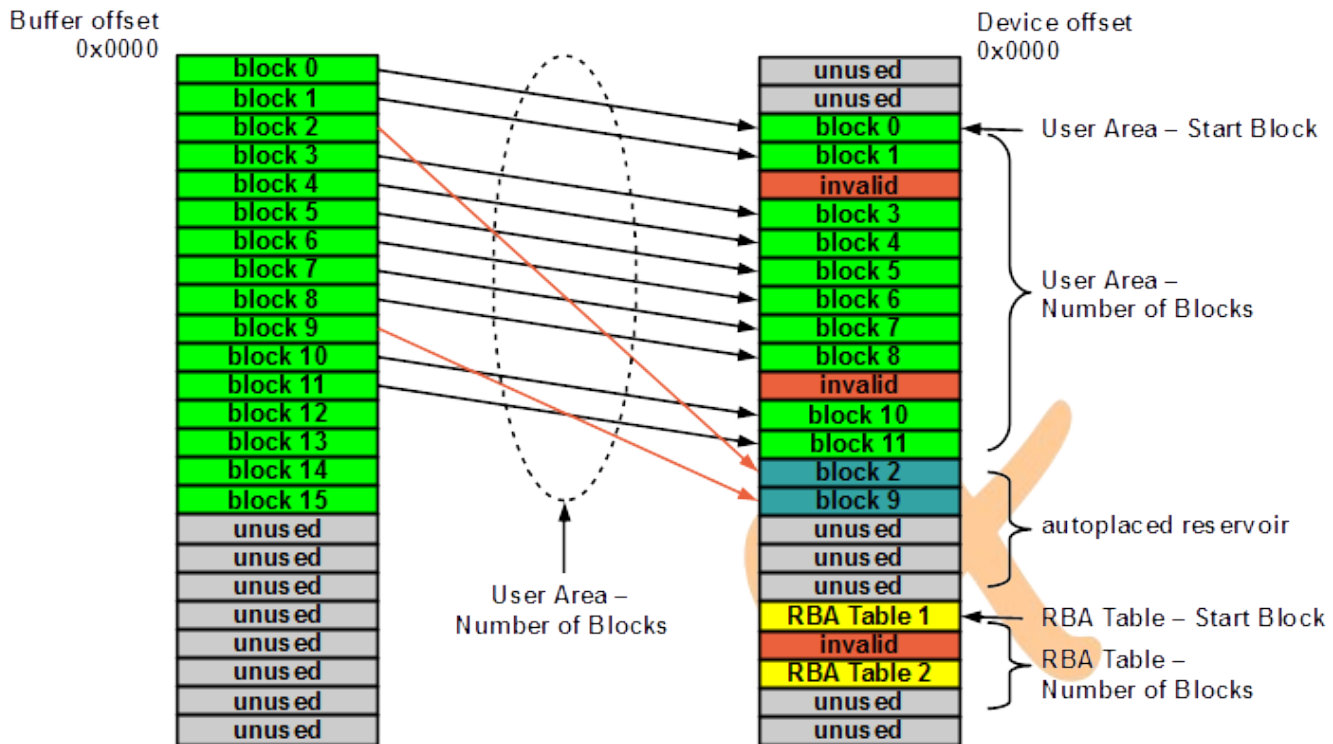 Buffer offset
0x0000
block 0
block 1
block 2
block 3
block 4
block 5
block 6
block 7
block 8
block 9
block 10
block 11
block 12
block 13
block 14
block 15
unused
unused
unused
unused
unused
unused
unused
unused
User Area –
Number of Blocks
Device offset
0x0000
unused
unused
block 0
block 1
invalid
block 3
block 4
block 5
block 6
block 7
block 8
invalid
block 10
block 11
block 2
block 9
unused
unused
unused
RBA Table 1
invalid
RBA Table 2
unused
unused
User Area – Start Block
User Area –
Number of Blocks
autoplaced reservoir
RBA Table – Start Block
RBA Table –
Number of Blocks